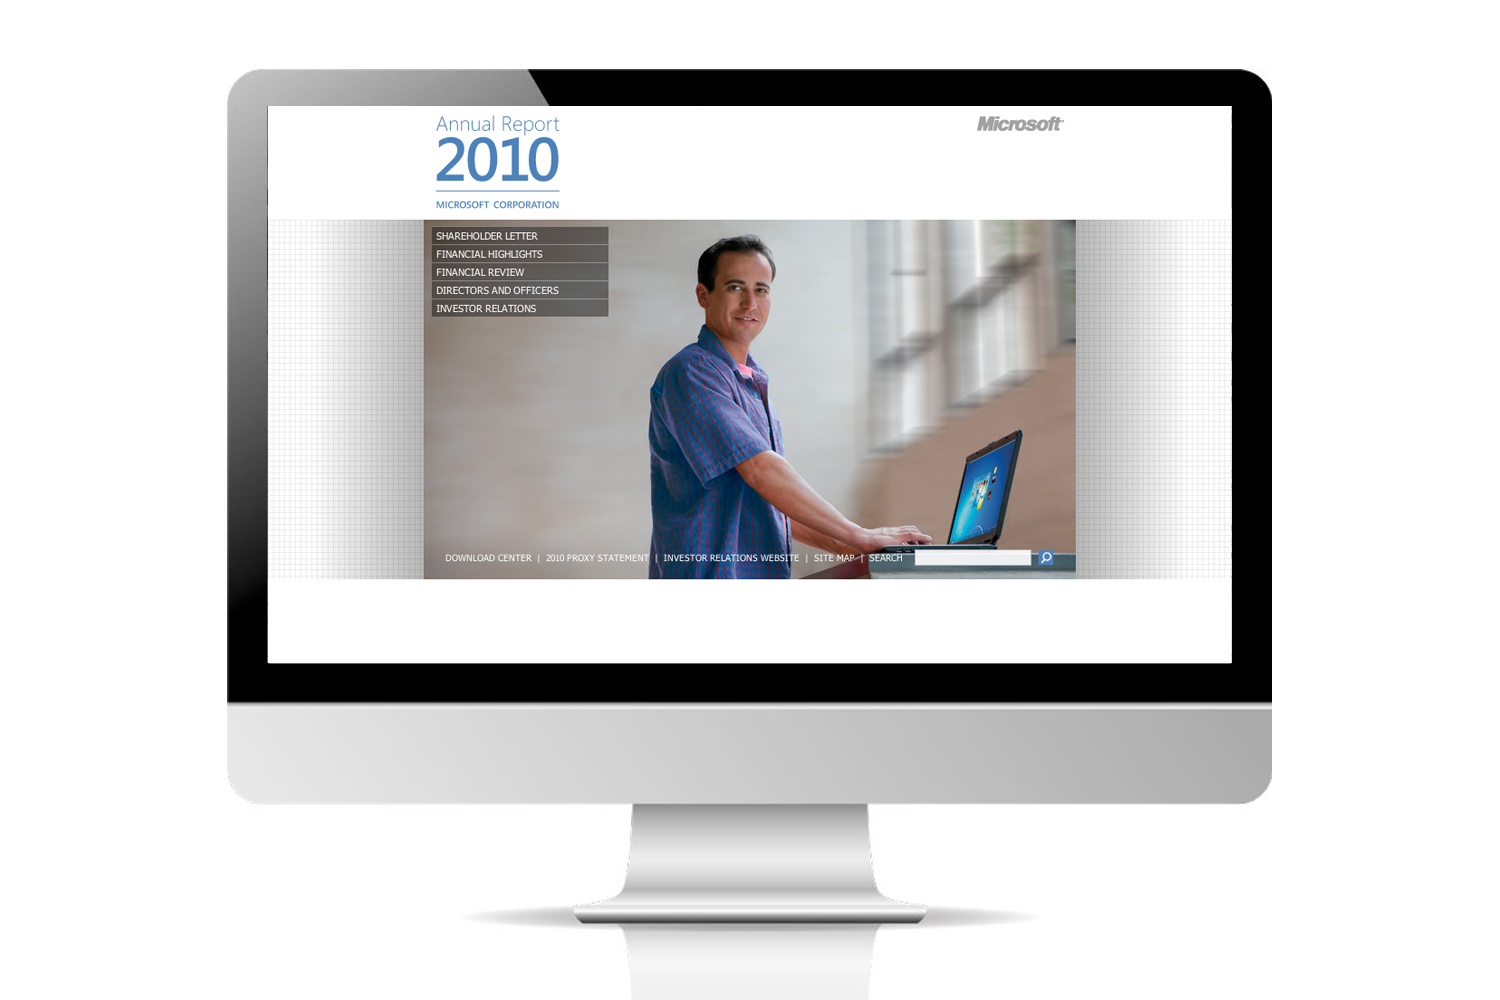 Annual Report
2010
MICROSOFT CORPORATION
Microsoft
SHAREHOLDER LETTER
FINANCIAL HIGHLIGHTS
FINANCIAL REVIEW
DIRECTORS AND OFFICERS
INVESTOR RELATIONS
DOWNLOAD CENTER | 2010 PROXY STATEMENT | INVESTOR RELATIONS WEBSITE | SITE MAP | SEARCH